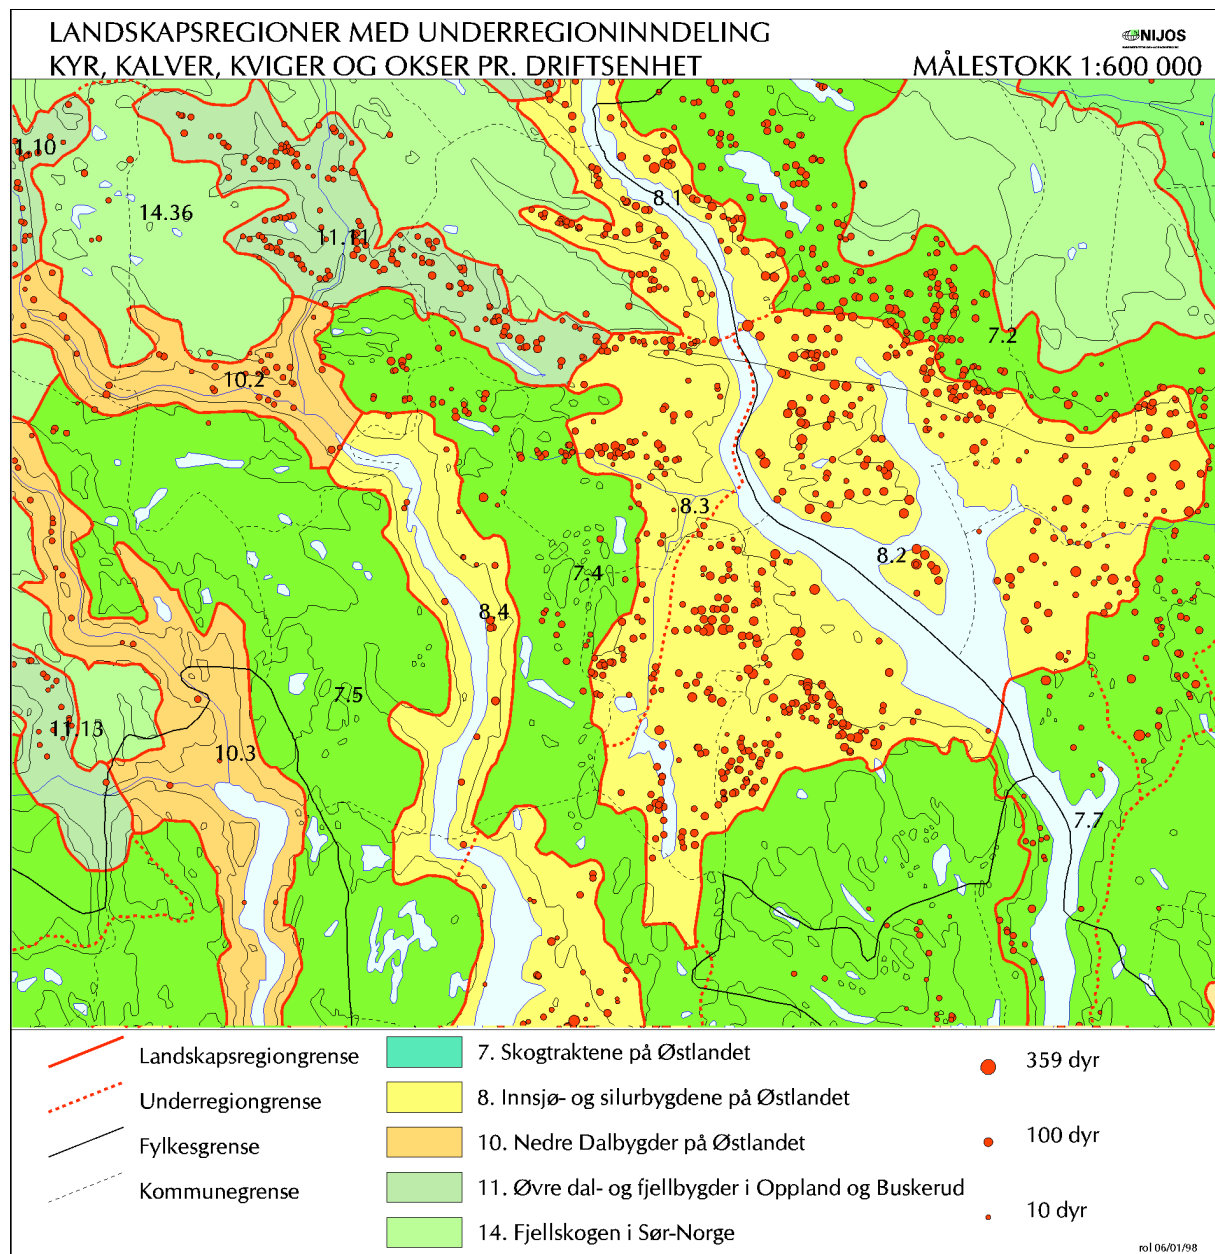 LANDSKAPSREGIONER MED UNDERREGIONINNDELING
KYR, KALVER, KVIGER OG OKSER PR. DRIFTSENHET
NIJOS
MÅLESTOKK 1:600 000
1.10
14.36
11.11
8.1
7.2
10.2
8.3
8.2
7.4
8.4
7.5
11.13
10.3
7.7
Landskapsregiongrense
Underregiongrense
Fylkesgrense
Kommunegrense
7. Skogtraktene på Østlandet
8. Innsjø- og silurbygdene på Østlandet
10. Nedre Dalbygder på Østlandet
11. Øvre dal- og fjellbygder i Oppland og Buskerud
14. Fjellskogen i Sør-Norge
359 dyr
100 dyr
10 dyr
rol 06/01/98